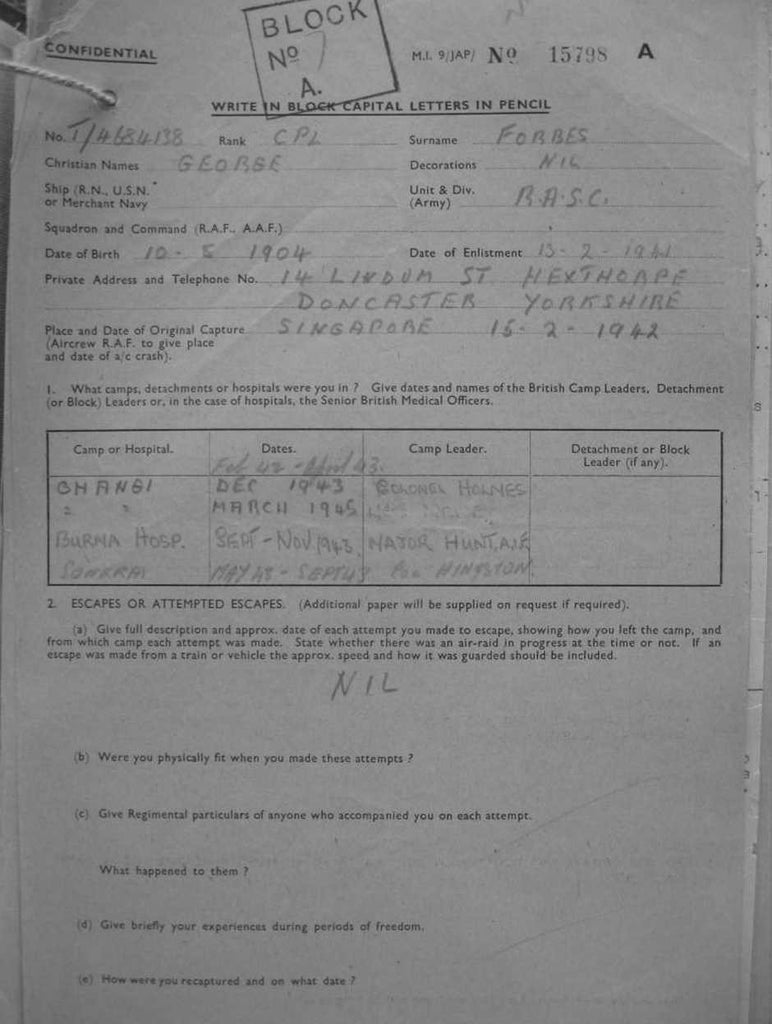 BLOCK
No
A.
CONFIDENTIAL
M.I. 9/JAP/ No 15798 A
WRITE IN BLOCK CAPITAL LETTERS IN PENCIL
No. T/4684138 Rank CPL Surname FORBES
Christian Names GEORGE Decorations NIL
Ship (R.N., U.S.N. or Merchant Navy Unit & Div. (Army) R.A.S.C.
Squadron and Command (R.A.F., A.A.F.)
Date of Birth 10 - 5 1904 Date of Enlistment 13 - 2 - 1941
Private Address and Telephone No. 14 LINDUM ST HEXTHORPE
DONCASTER YORKSHIRE
Place and Date of Original Capture SINGAPORE 15 - 2 - 1942
(Aircrew R.A.F. to give place
and date of a/c crash).
1. What camps, detachments or hospitals were you in ? Give dates and names of the British Camp Leaders, Detachment
(or Block) Leaders or, in the case of hospitals, the Senior British Medical Officers.
Camp or Hospital. Dates. Camp Leader. Detachment or Block
Leader (if any).
Feb 42 - April 43.
CHANGI DEC 1943 COLONEL HOLMES
" " MARCH 1945
BURMA HOSP. SEPT - NOV. 1943 MAJOR HUNT. A.I.F.
SONKRAI MAY 43 - SEPT 43 HINGSTON.
2. ESCAPES OR ATTEMPTED ESCAPES. (Additional paper will be supplied on request if required).
(a) Give full description and approx. date of each attempt you made to escape, showing how you left the camp, and
from which camp each attempt was made. State whether there was an air-raid in progress at the time or not. If an
escape was made from a train or vehicle the approx. speed and how it was guarded should be included.
NIL
(b) Were you physically fit when you made these attempts ?
(c) Give Regimental particulars of anyone who accompanied you on each attempt.
What happened to them ?
(d) Give briefly your experiences during periods of freedom.
(e) How were you recaptured and on what date ?